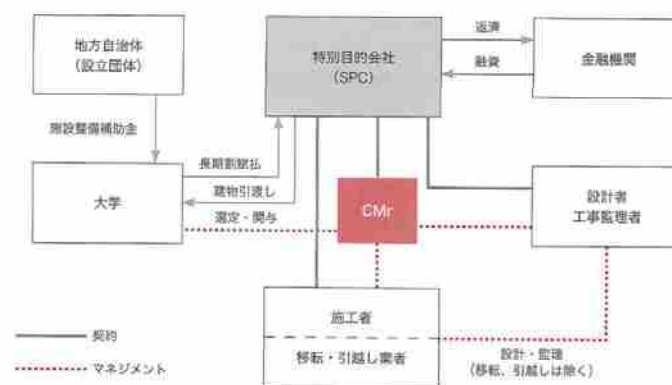 地方自治体
(設立団体)
特別目的会社
(SPC)
返済
融資
金融機関
施設整備補助金
長期割賦払
建物引渡し
選定・関与
大学
CMr
設計者
工事監理者
施工者
移転・引越し業者
契約
マネジメント
設計・監理
(移転、引越しは除く)